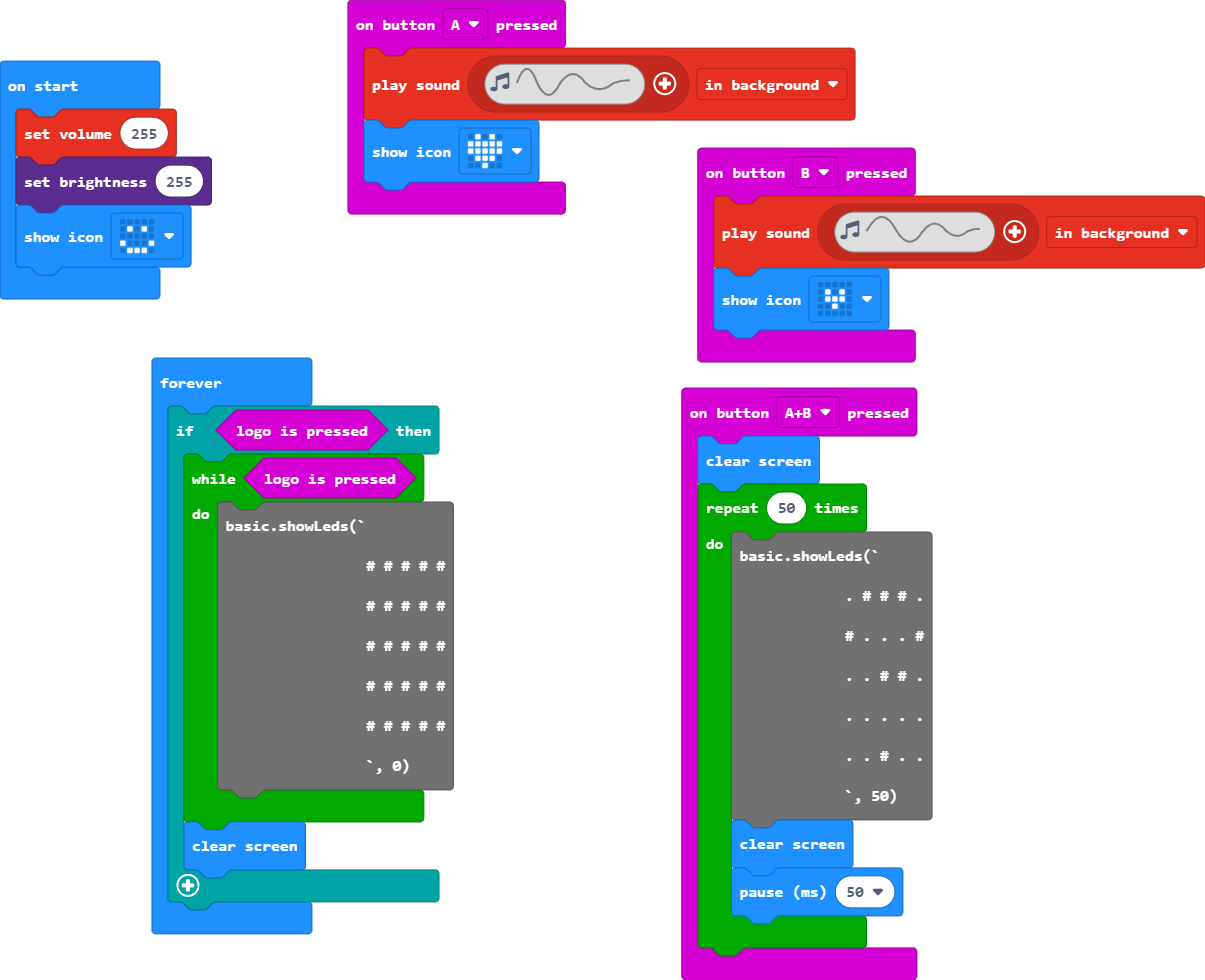 on start
set volume 255
set brightness 255
show icon
on button A pressed
play sound in background
show icon
on button B pressed
play sound in background
show icon
forever
if logo is pressed then
while logo is pressed
do
basic.showLeds(`
# # # # #
# # # # #
# # # # #
# # # # #
# # # # #
`, 0)
clear screen
on button A+B pressed
clear screen
repeat 50 times
do
basic.showLeds(`
. # # # .
# . . . #
. . # # .
. . . . .
. . # . .
`, 50)
clear screen
pause (ms) 50